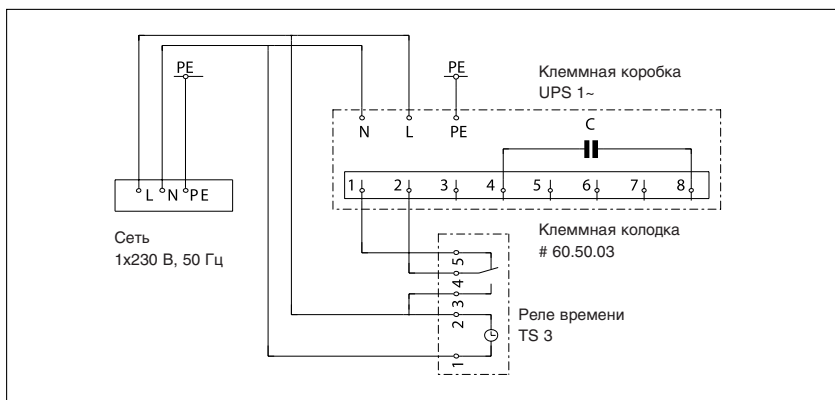 PE
PE
Клеммная коробка
UPS 1~
N L PE
C
1 2 3 4 5 6 7 8
L N PE
Сеть
1x230 В, 50 Гц
Клеммная колодка
# 60.50.03
5
4
3
2
1
Реле времени
TS 3